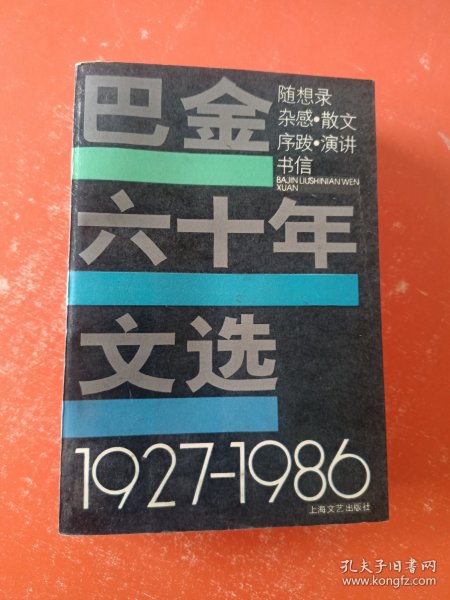 巴金
随想录
杂感·散文
序跋·演讲
书信
BAJIN LIUSHINIAN WEN
XUAN
六十年
文选
1927-1986
上海文艺出版社
孔夫子旧书网
www.kongfz.com